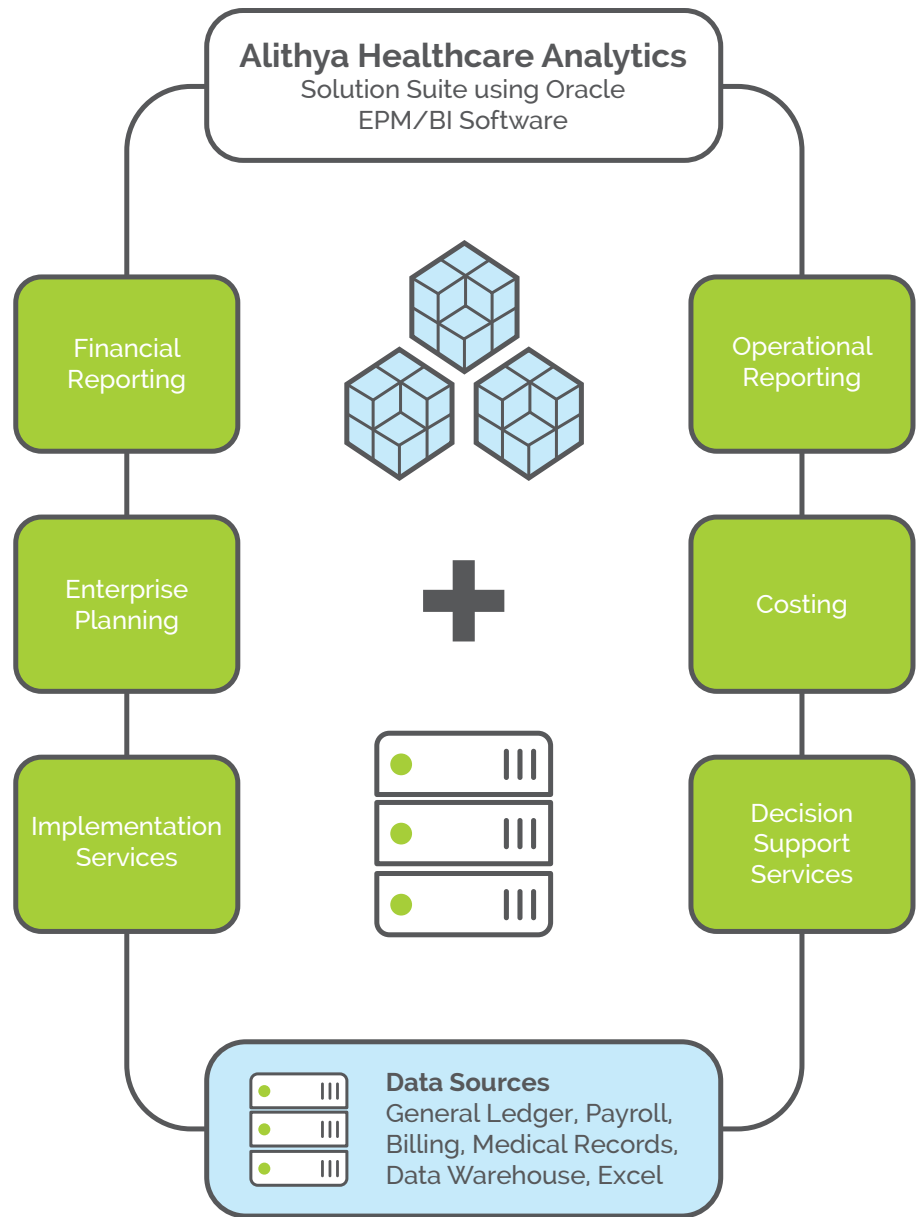 Alithya Healthcare Analytics
Solution Suite using Oracle
EPM/BI Software
Financial
Reporting
Operational
Reporting
Enterprise
Planning
Costing
Implementation
Services
Decision
Support
Services
Data Sources
General Ledger, Payroll,
Billing, Medical Records,
Data Warehouse, Excel